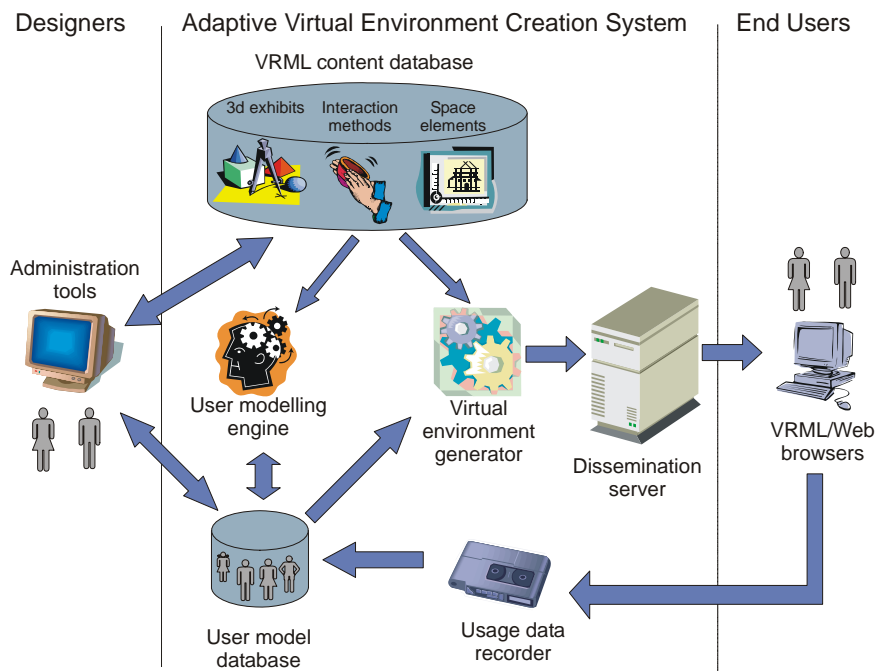 Designers
Adaptive Virtual Environment Creation System
End Users
VRML content database
3d exhibits
Interaction
methods
Space
elements
Administration
tools
User modelling
engine
Virtual
environment
generator
Dissemination
server
VRML/Web
browsers
User model
database
Usage data
recorder